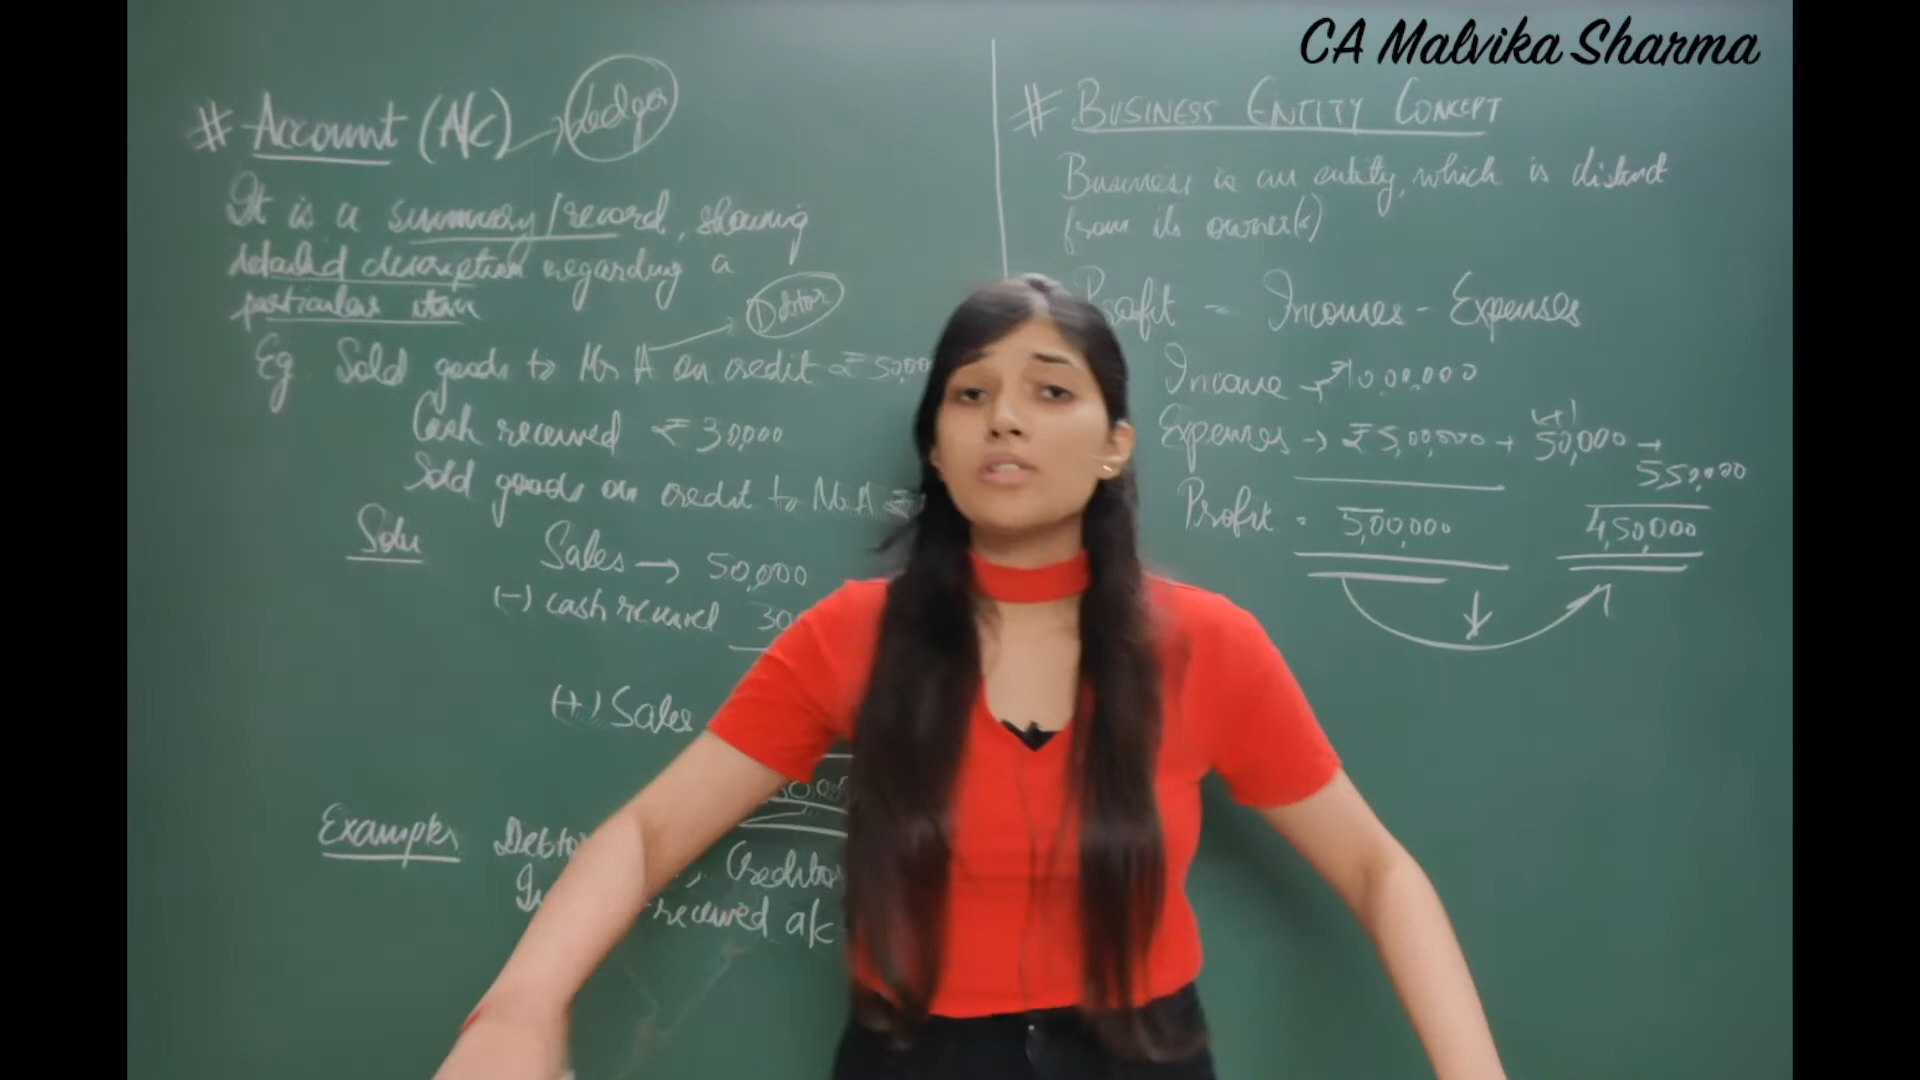 CA Malvika Sharma
# Account (A/c) → Ledger
It is a summary/record, showing
detailed description regarding a
particular item
Debtor
Eg. Sold goods to Mr A on credit = ₹50,00
Cash received ₹30,000
Sold goods on credit to Mr. A ₹
Soln
Sales → 50,000
(-) cash received 30
(+) Sales
Examples Debto
, Creditor
received a/c
# BUSINESS ENTITY CONCEPT
Business is an entity, which is distinct
from its owner(s)
Profit = Incomes - Expenses
Income → ₹10,00,000
Expenses → ₹5,00,000 + 50,000 →
5,50,000
Profit = 5,00,000 4,50,000